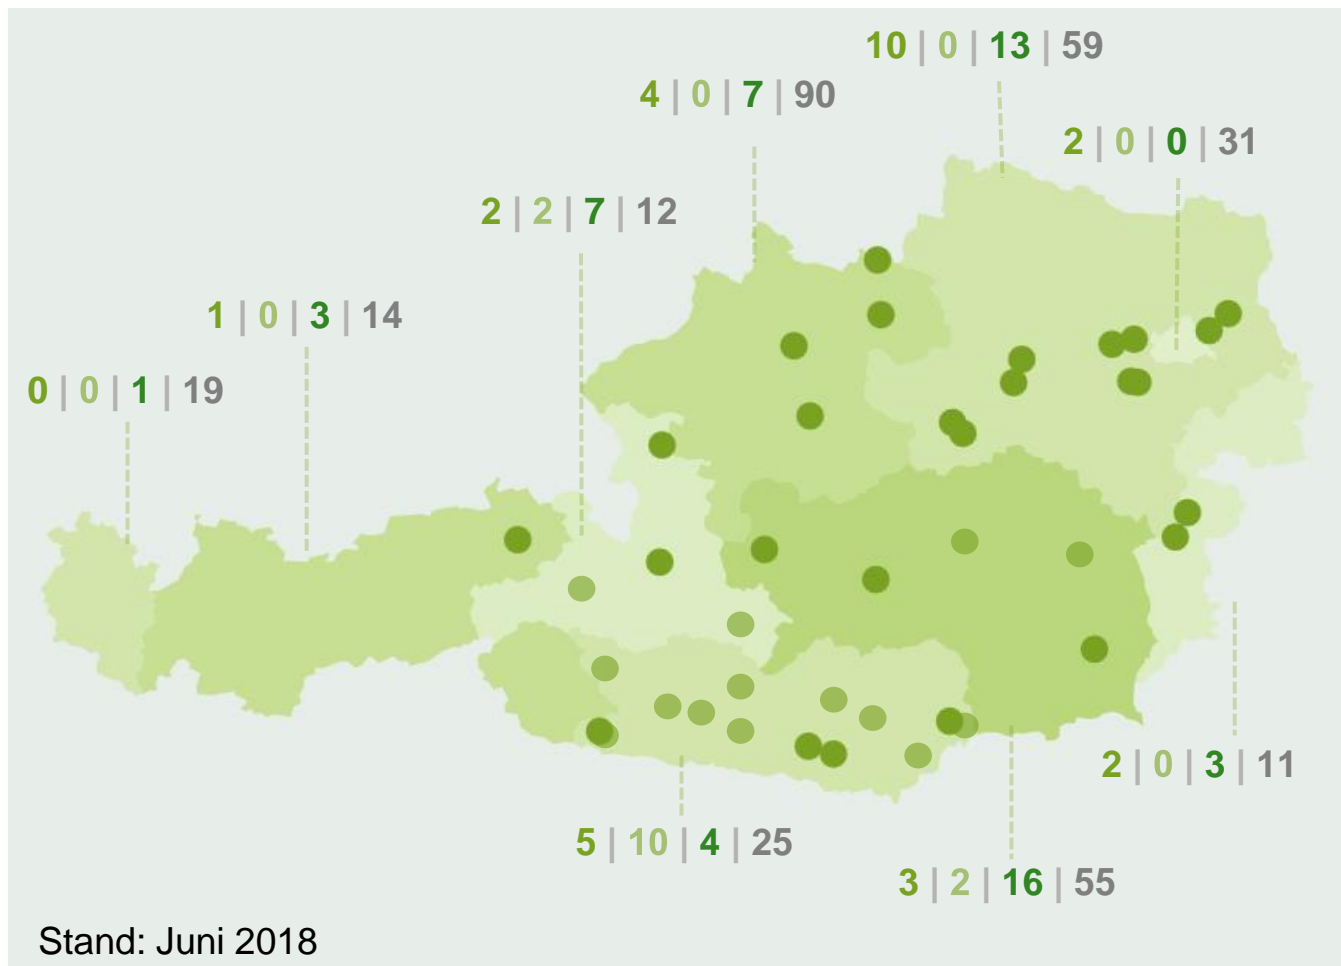 10 | 0 | 13 | 59
4 | 0 | 7 | 90
2 | 0 | 0 | 31
2 | 2 | 7 | 12
1 | 0 | 3 | 14
0 | 0 | 1 | 19
2 | 0 | 3 | 11
5 | 10 | 4 | 25
3 | 2 | 16 | 55
Stand: Juni 2018